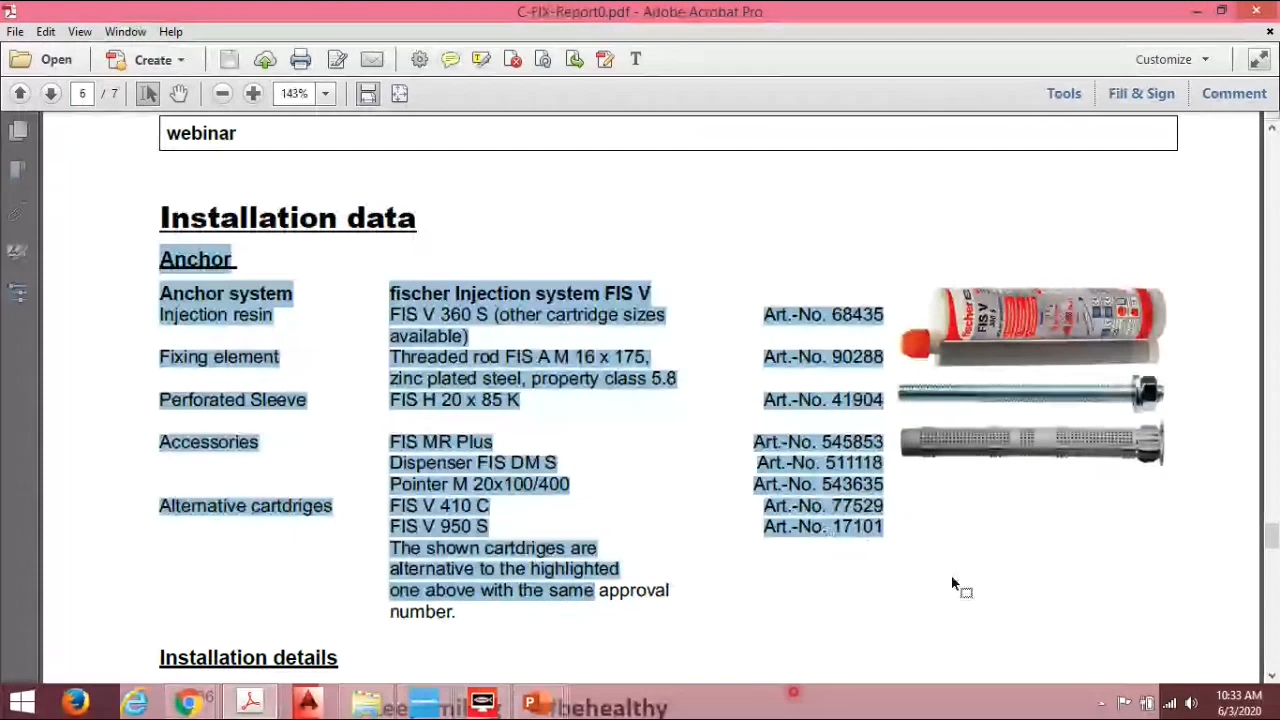 C-FIX-Report0.pdf - Adobe Acrobat Pro
File Edit View Window Help
Open Create Customize
6 / 7 143% Tools Fill & Sign Comment
webinar
Installation data
Anchor
Anchor system fischer Injection system FIS V
Injection resin FIS V 360 S (other cartridge sizes Art.-No. 68435
available)
Fixing element Threaded rod FIS A M 16 x 175, Art.-No. 90288
zinc plated steel, property class 5.8
Perforated Sleeve FIS H 20 x 85 K Art.-No. 41904
Accessories FIS MR Plus Art.-No. 545853
Dispenser FIS DM S Art.-No. 511118
Pointer M 20x100/400 Art.-No. 543635
Alternative cartdriges FIS V 410 C Art.-No. 77529
FIS V 950 S Art.-No. 17101
The shown cartdriges are
alternative to the highlighted
one above with the same approval
number.
Installation details
fischer
FIS V
behealthy
10:33 AM
6/3/2020